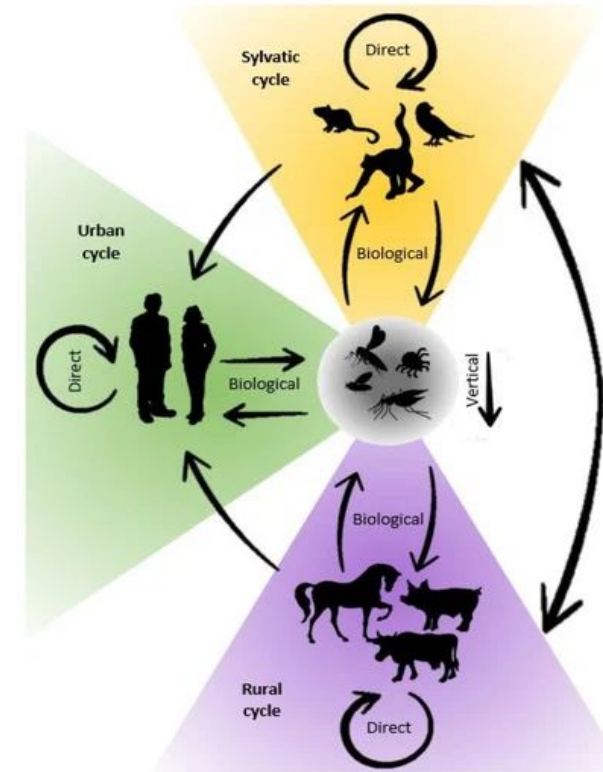 Direct
Sylvatic
cycle
Urban
cycle
Biological
Direct
Biological
Vertical
Biological
Rural
cycle
Direct